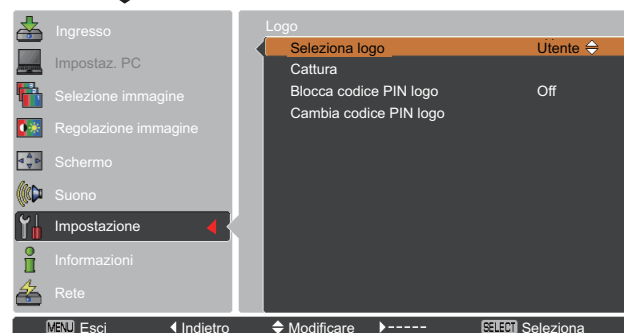 Ingresso
Impostaz. PC
Selezione immagine
Regolazione immagine
Schermo
Suono
Impostazione
Informazioni
Rete
Logo
Seleziona logo Utente
Cattura
Blocca codice PIN logo Off
Cambia codice PIN logo
MENU Esci Indietro Modificare ----- SELECT Seleziona